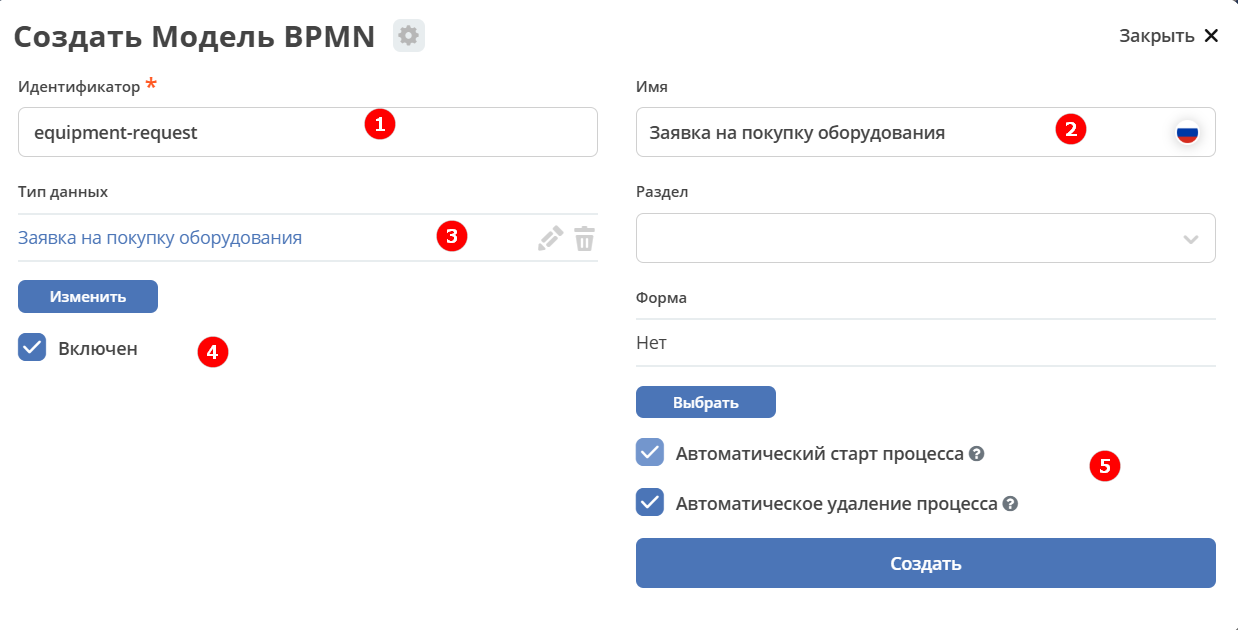 Создать Модель BPMN
Закрыть
Идентификатор *
equipment-request
1
Имя
Заявка на покупку оборудования
2
Тип данных
Заявка на покупку оборудования
3
Изменить
Включен
4
Раздел
Форма
Нет
Выбрать
Автоматический старт процесса ?
5
Автоматическое удаление процесса ?
Создать